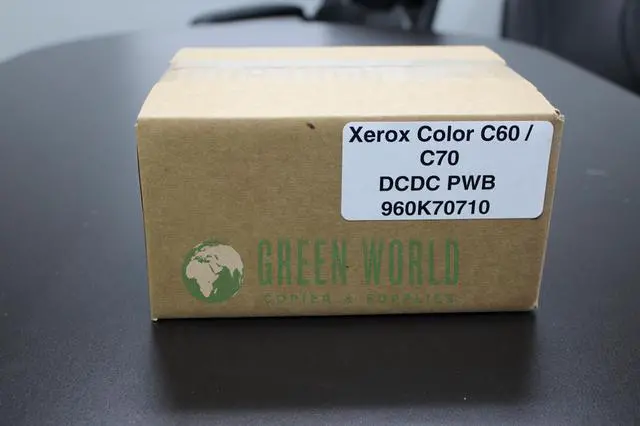 Xerox Color C60 /
C70
DCDC PWB
960K70710
GREEN WORLD
COPIER & SUPPLIES